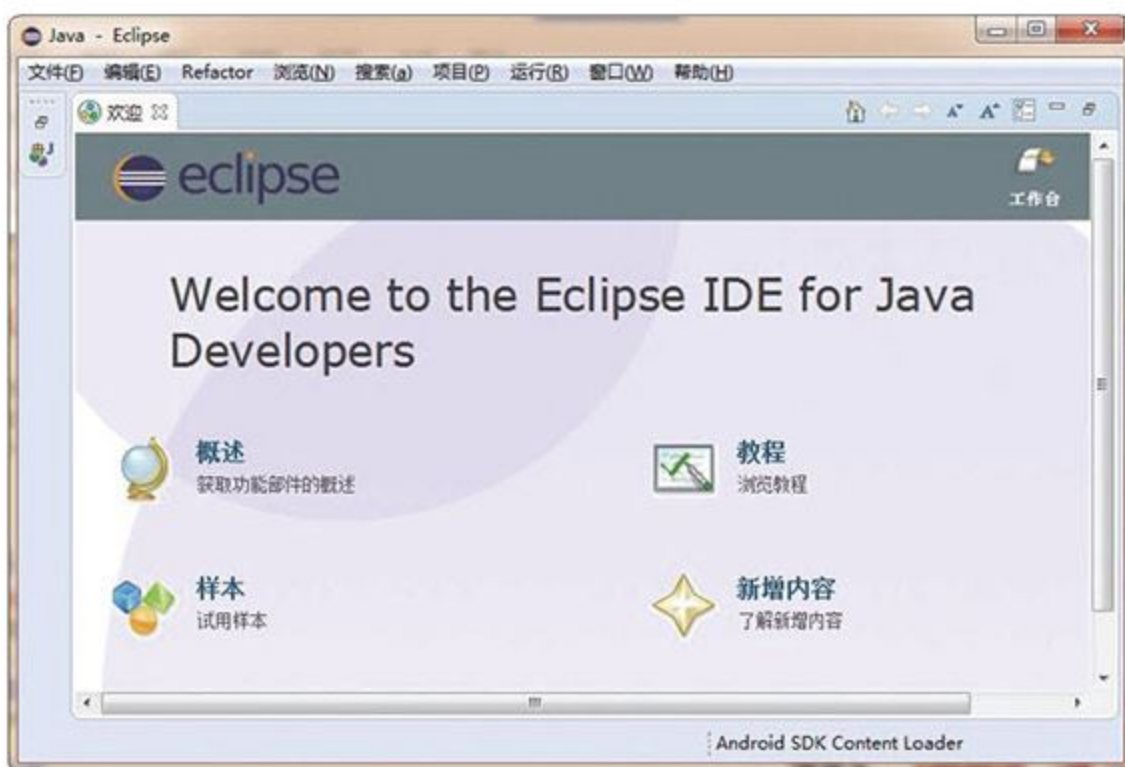 Java - Eclipse
文件(F) 编辑(E) Refactor 浏览(N) 搜索(a) 项目(P) 运行(R) 窗口(W) 帮助(H)
欢迎
eclipse
工作台
Welcome to the Eclipse IDE for Java
Developers
概述
获取功能部件的概述
教程
浏览教程
样本
试用样本
新增内容
了解新增内容
Android SDK Content Loader